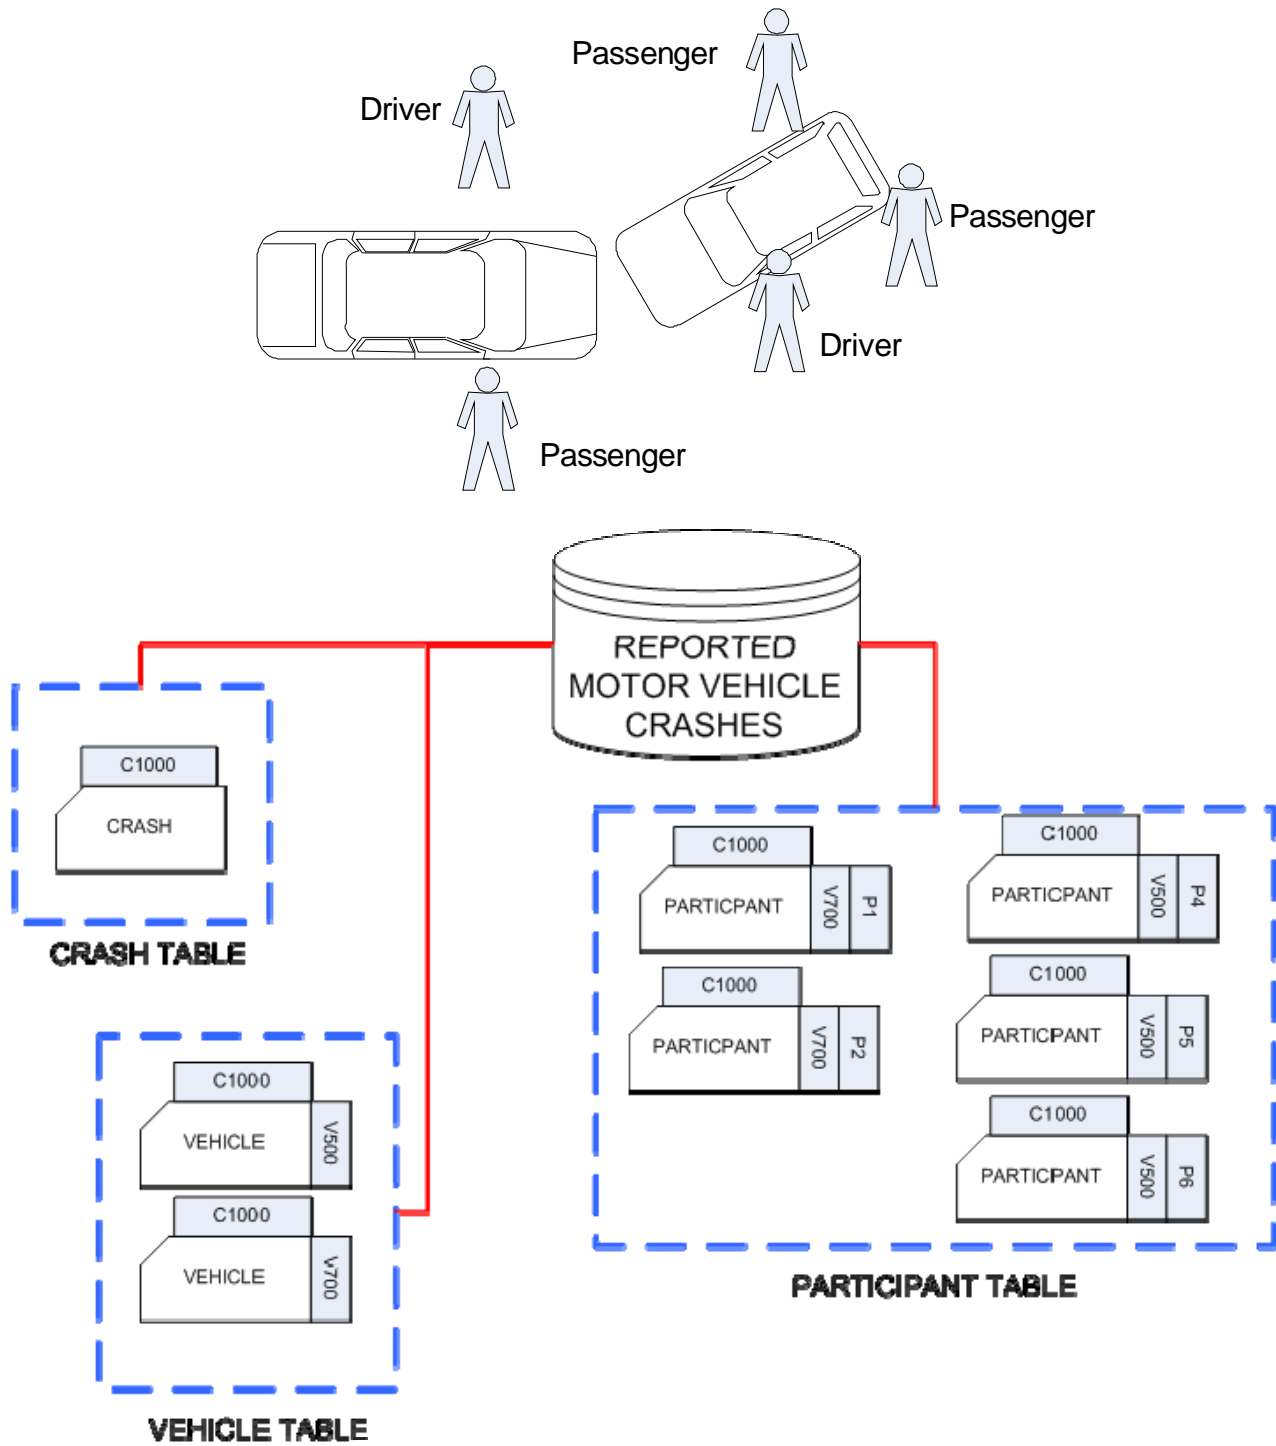 Passenger
Driver
Passenger
Driver
Passenger
REPORTED
MOTOR VEHICLE
CRASHES
C1000
CRASH
CRASH TABLE
C1000
VEHICLE
V500
C1000
VEHICLE
V700
VEHICLE TABLE
C1000
PARTICPANT
V700
P1
C1000
PARTICPANT
V700
P2
C1000
PARTICPANT
V500
P4
C1000
PARTICPANT
V500
P5
C1000
PARTICPANT
V500
P6
PARTICIPANT TABLE